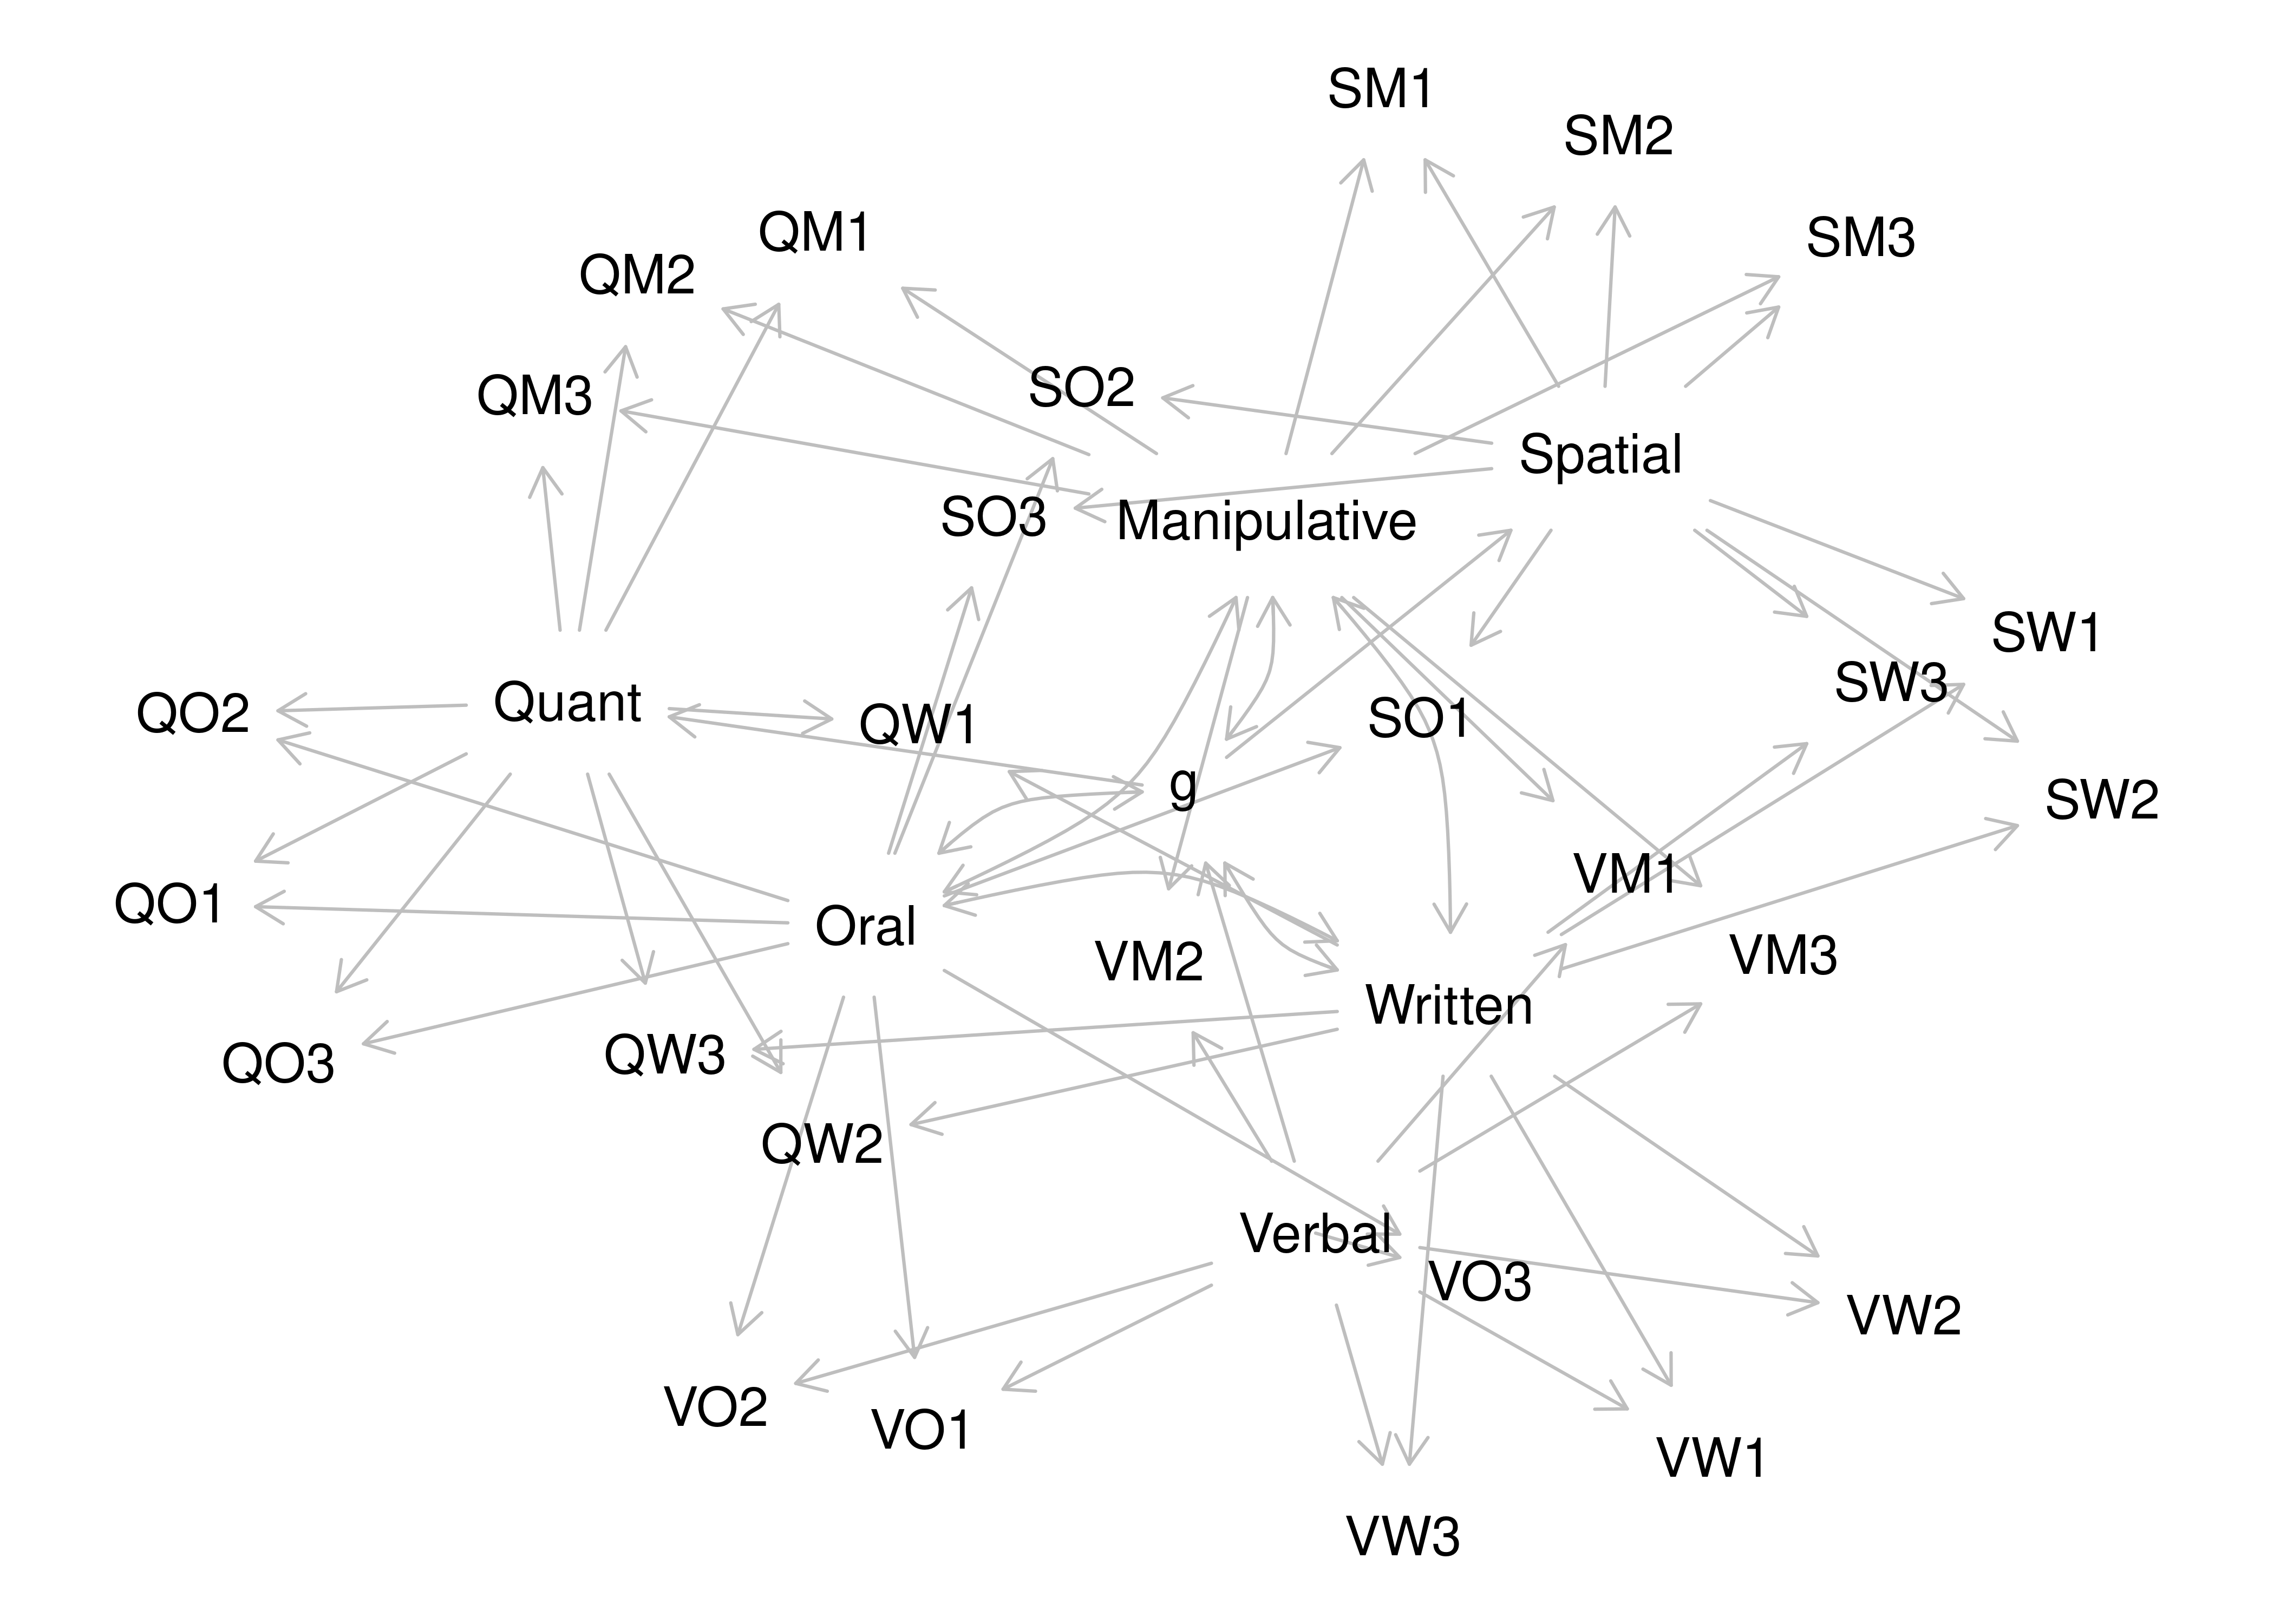 SM1
SM2
QM1
SM3
QM2
SO2
QM3
Spatial
SO3
Manipulative
SW1
SW3
Quant
QO2
QW1
SO1
g
SW2
VM1
QO1
Oral
VM2
VM3
Written
QW3
QO3
QW2
Verbal
VO3
VW2
VO2
VO1
VW1
VW3